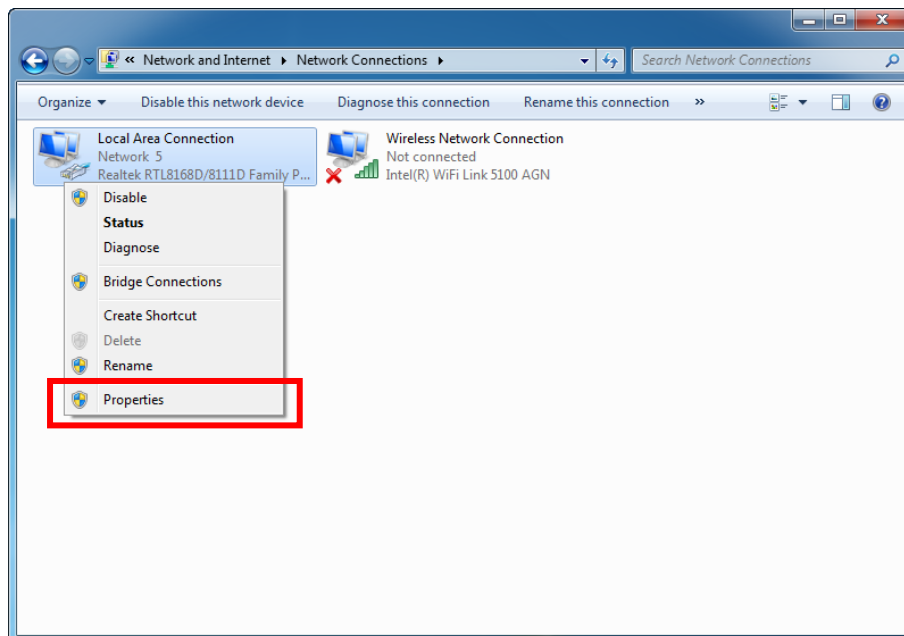 « Network and Internet ▸ Network Connections ▸
Search Network Connections
Organize ▾ Disable this network device Diagnose this connection Rename this connection »
Local Area Connection
Network 5
Realtek RTL8168D/8111D Family P...
Wireless Network Connection
Not connected
Intel(R) WiFi Link 5100 AGN
Disable
Status
Diagnose
Bridge Connections
Create Shortcut
Delete
Rename
Properties